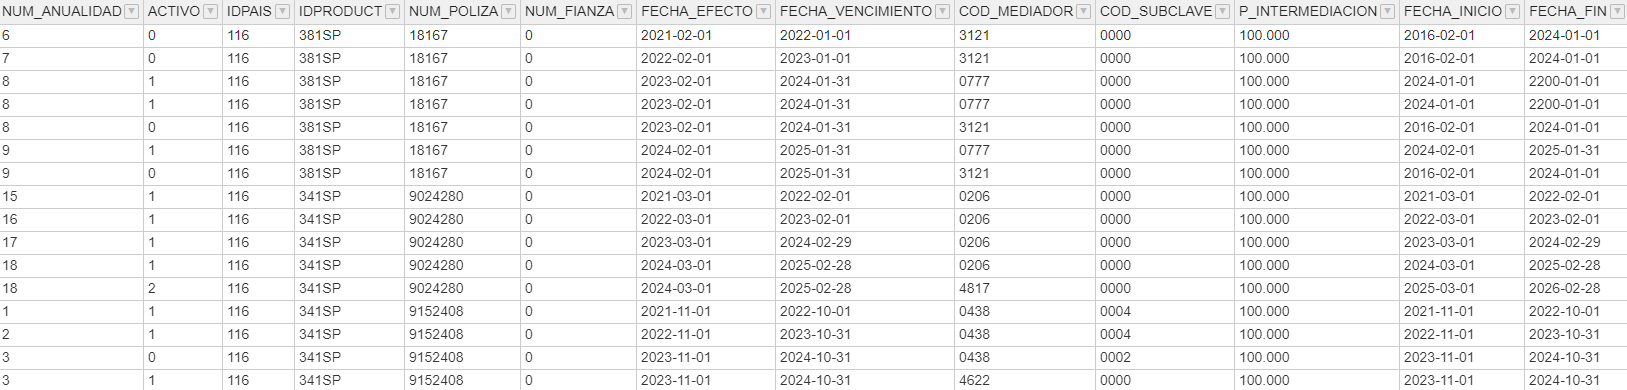 NUM_ANUALIDAD ACTIVO IDPAIS IDPRODUCT NUM_POLIZA NUM_FIANZA FECHA_EFECTO FECHA_VENCIMIENTO COD_MEDIADOR COD_SUBCLAVE P_INTERMEDIACION FECHA_INICIO FECHA_FIN
6 0 116 381SP 18167 0 2021-02-01 2022-01-01 3121 0000 100.000 2016-02-01 2024-01-01
7 0 116 381SP 18167 0 2022-02-01 2023-01-01 3121 0000 100.000 2016-02-01 2024-01-01
8 1 116 381SP 18167 0 2023-02-01 2024-01-31 0777 0000 100.000 2024-01-01 2200-01-01
8 1 116 381SP 18167 0 2023-02-01 2024-01-31 0777 0000 100.000 2024-01-01 2200-01-01
8 0 116 381SP 18167 0 2023-02-01 2024-01-31 3121 0000 100.000 2016-02-01 2024-01-01
9 1 116 381SP 18167 0 2024-02-01 2025-01-31 0777 0000 100.000 2024-02-01 2025-01-31
9 0 116 381SP 18167 0 2024-02-01 2025-01-31 3121 0000 100.000 2016-02-01 2024-01-01
15 1 116 341SP 9024280 0 2021-03-01 2022-02-01 0206 0000 100.000 2021-03-01 2022-02-01
16 1 116 341SP 9024280 0 2022-03-01 2023-02-01 0206 0000 100.000 2022-03-01 2023-02-01
17 1 116 341SP 9024280 0 2023-03-01 2024-02-29 0206 0000 100.000 2023-03-01 2024-02-29
18 1 116 341SP 9024280 0 2024-03-01 2025-02-28 0206 0000 100.000 2024-03-01 2025-02-28
18 2 116 341SP 9024280 0 2024-03-01 2025-02-28 4817 0000 100.000 2025-03-01 2026-02-28
1 1 116 341SP 9152408 0 2021-11-01 2022-10-01 0438 0004 100.000 2021-11-01 2022-10-01
2 1 116 341SP 9152408 0 2022-11-01 2023-10-31 0438 0004 100.000 2022-11-01 2023-10-31
3 0 116 341SP 9152408 0 2023-11-01 2024-10-31 0438 0002 100.000 2023-11-01 2024-10-31
3 1 116 341SP 9152408 0 2023-11-01 2024-10-31 4622 0000 100.000 2023-11-01 2024-10-31